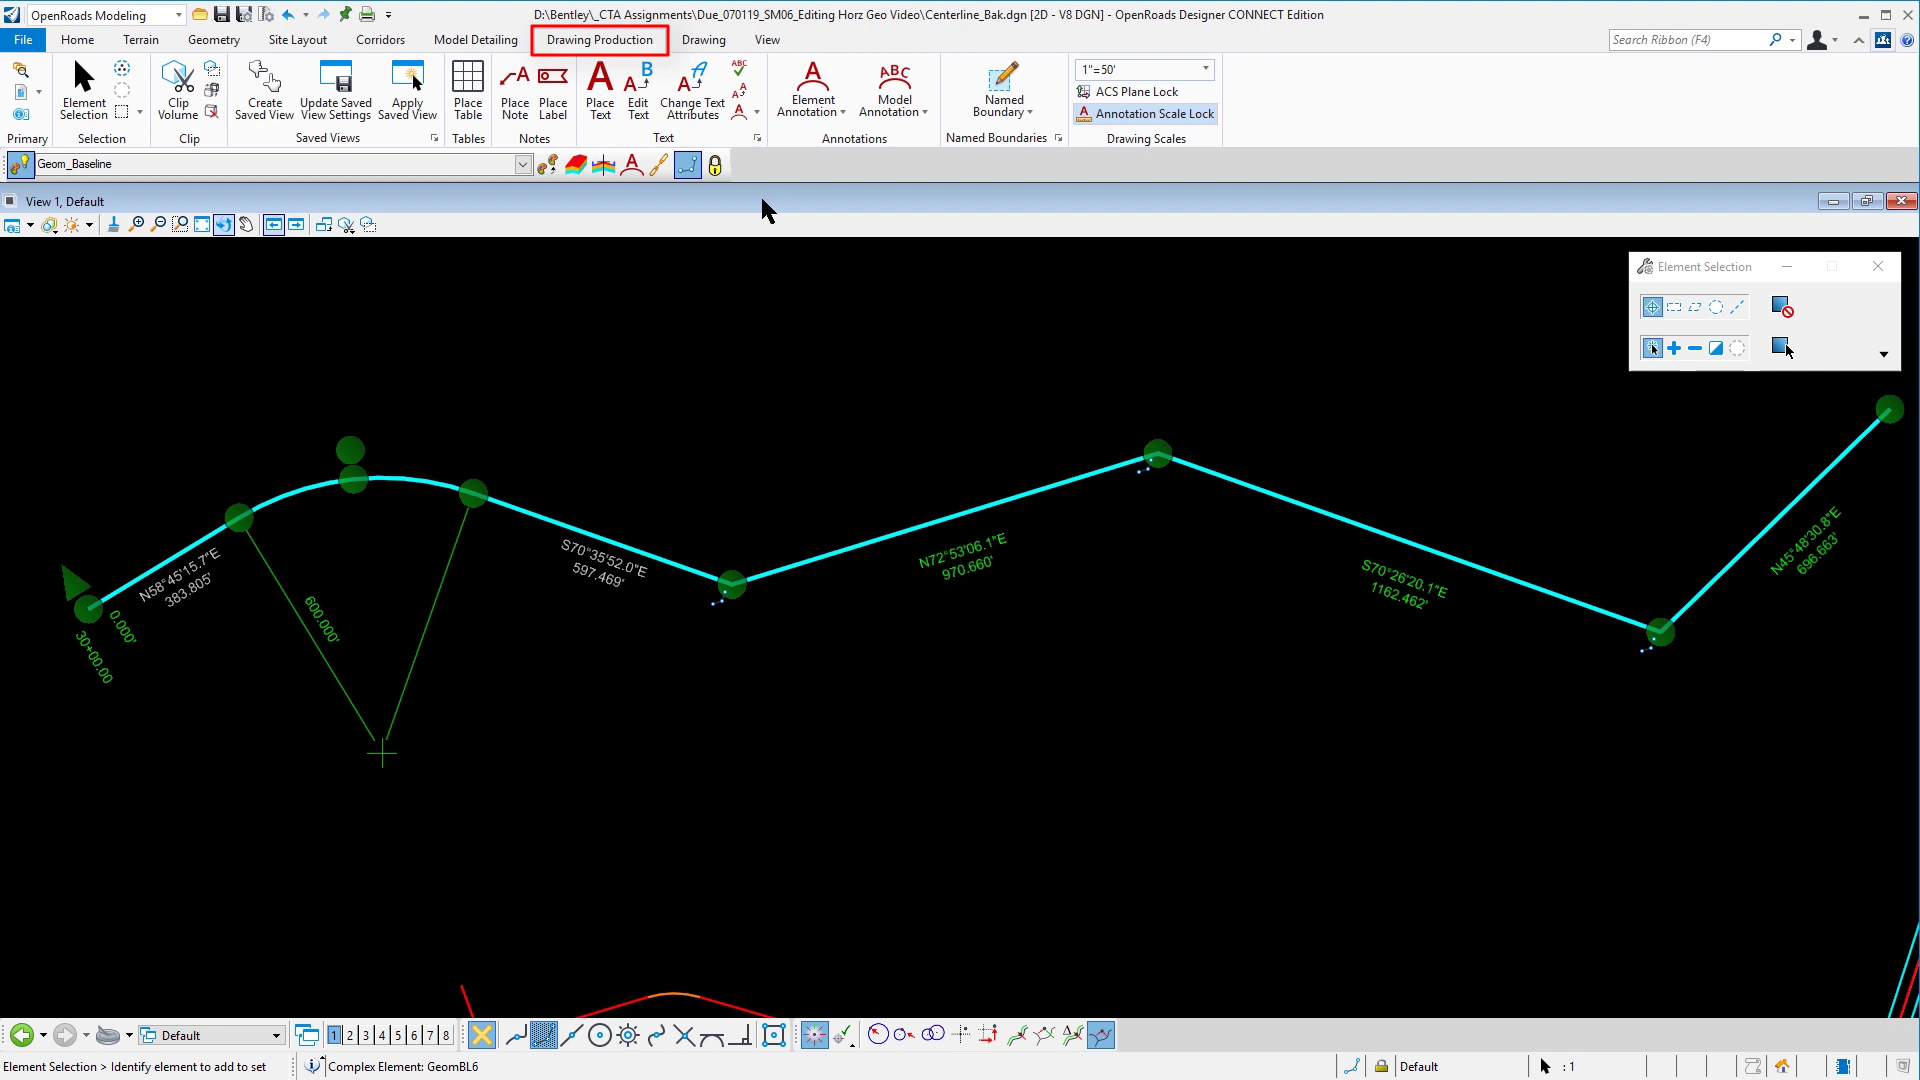 OpenRoads Modeling
D:\Bentley\_CTA Assignments\Due_070119_SM06_Editing Horz Geo Video\Centerline_Bak.dgn [2D - V8 DGN] - OpenRoads Designer CONNECT Edition
File Home Terrain Geometry Site Layout Corridors Model Detailing Drawing Production Drawing View
Search Ribbon (F4)
Element Selection
Clip Volume
Create Saved View
Update Saved View Settings
Apply Saved View
Place Table
Place Note
Place Label
Place Text
Edit Text
Change Text Attributes
ABC
Element Annotation
ABC
Model Annotation
Named Boundary
1"=50'
ACS Plane Lock
Annotation Scale Lock
Primary Selection Clip Saved Views Tables Notes Text Annotations Named Boundaries Drawing Scales
Geom_Baseline
View 1, Default
Element Selection
N58°45'15.7"E
383.805'
0.000'
30+00.00
600.000'
S70°35'52.0"E
597.469'
N72°53'06.1"E
970.660'
S70°26'20.1"E
1162.462'
N45°48'30.8"E
696.663'
Default
1 2 3 4 5 6 7 8
Element Selection > Identify element to add to set
Complex Element: GeomBL6
Default
: 1